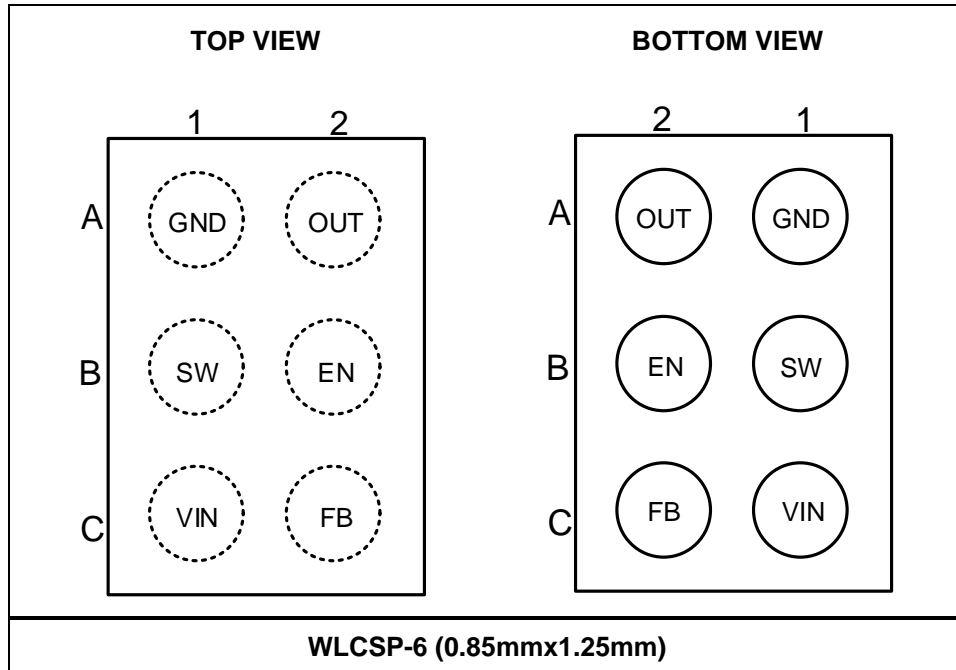 TOP VIEW
BOTTOM VIEW
1 2
2 1
A GND OUT
A OUT GND
B SW EN
B EN SW
C VIN FB
C FB VIN
WLCSP-6 (0.85mmx1.25mm)